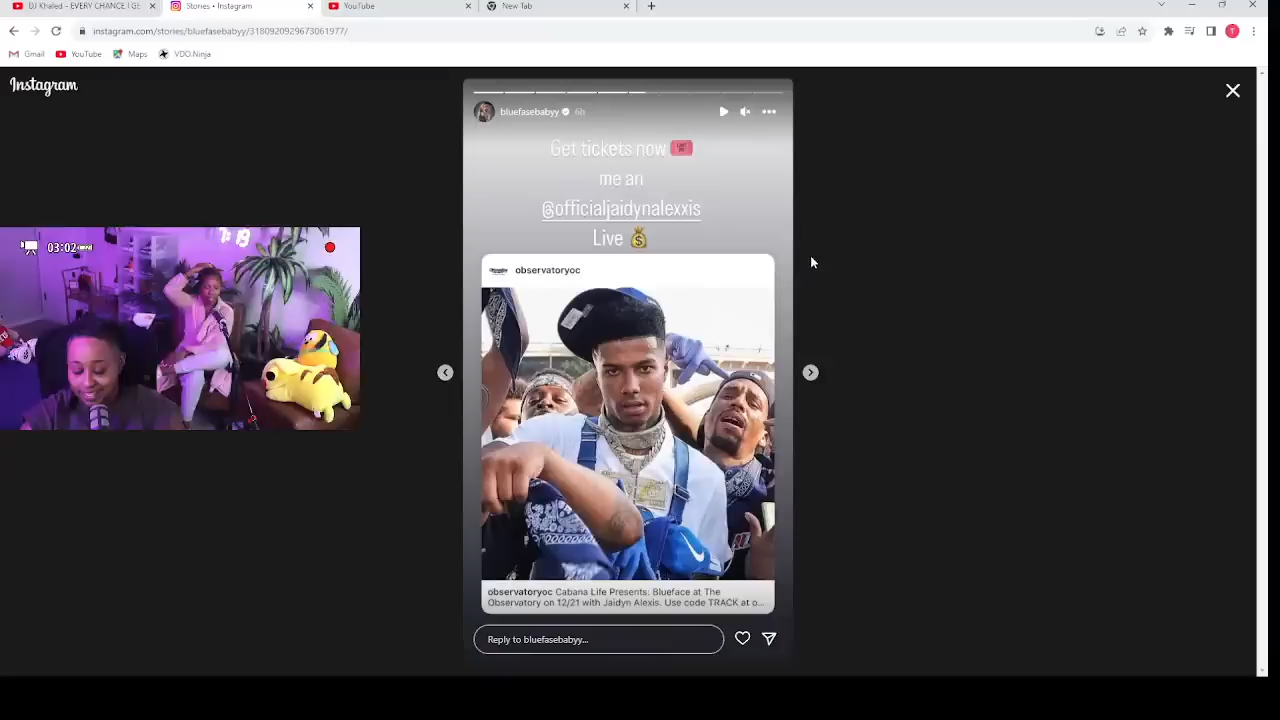 DJ Khaled - EVERY CHANCE I GE
Stories • Instagram
YouTube
New Tab
instagram.com/stories/bluefasebabyy/3180920929673061977/
T
Gmail
YouTube
Maps
VDO.Ninja
Instagram
bluefasebabyy
6h
Get tickets now
me an
@officialjaidynalexxis
Live
observatoryoc
03:02
observatoryoc Cabana Life Presents: Blueface at The
Observatory on 12/21 with Jaidyn Alexis. Use code TRACK at o...
Reply to bluefasebabyy...